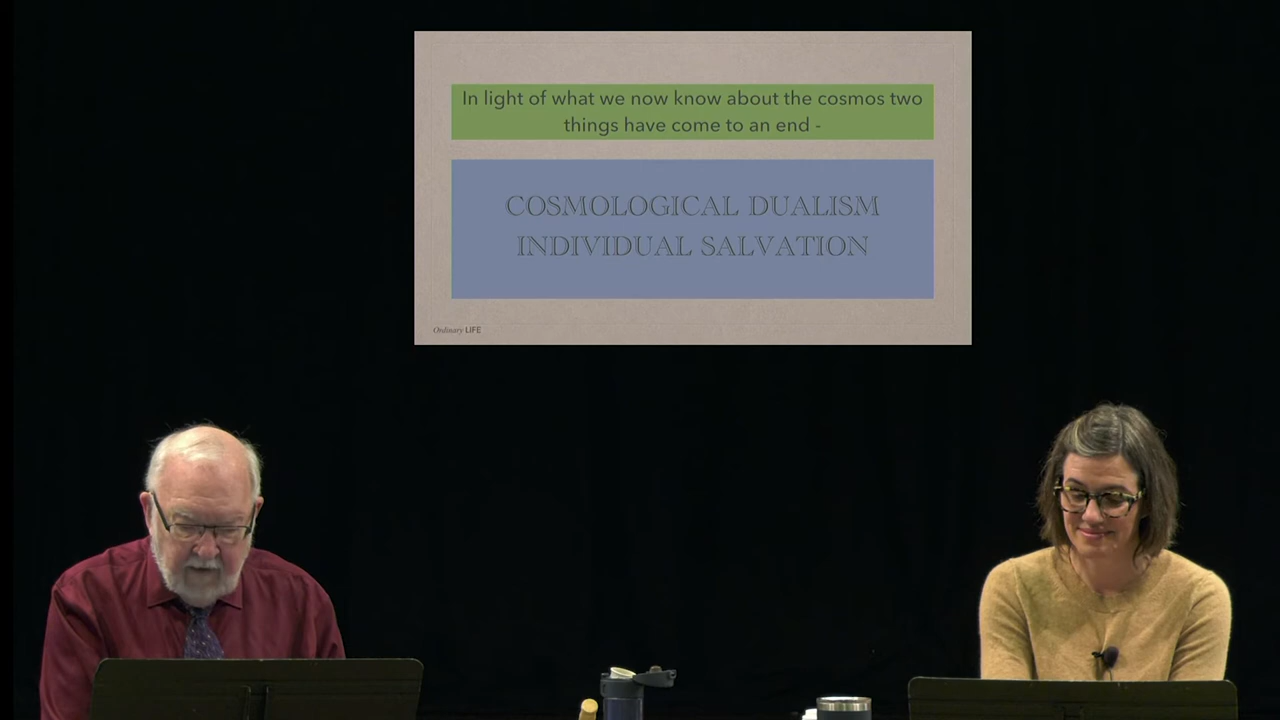 In light of what we now know about the cosmos two
things have come to an end -
COSMOLOGICAL DUALISM
INDIVIDUAL SALVATION
Ordinary LIFE